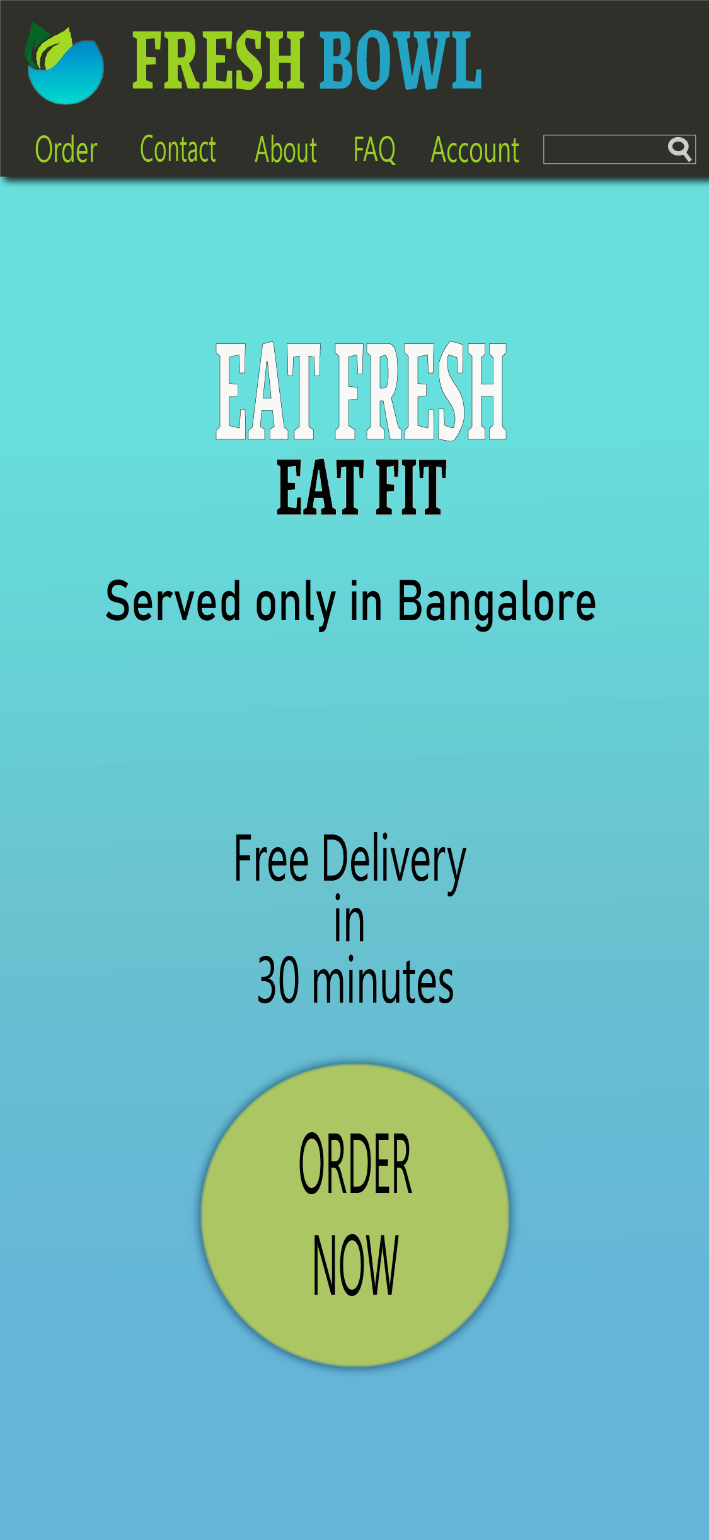 FRESH BOWL
Order Contact About FAQ Account
EAT FRESH
EAT FIT
Served only in Bangalore
Free Delivery
in
30 minutes
ORDER
NOW